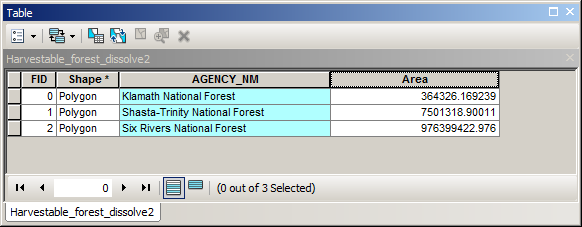 Table
Harvestable_forest_dissolve2
FID Shape * AGENCY_NM Area
0 Polygon Klamath National Forest 364326.169239
1 Polygon Shasta-Trinity National Forest 7501318.90011
2 Polygon Six Rivers National Forest 976399422.976
0 (0 out of 3 Selected)
Harvestable_forest_dissolve2